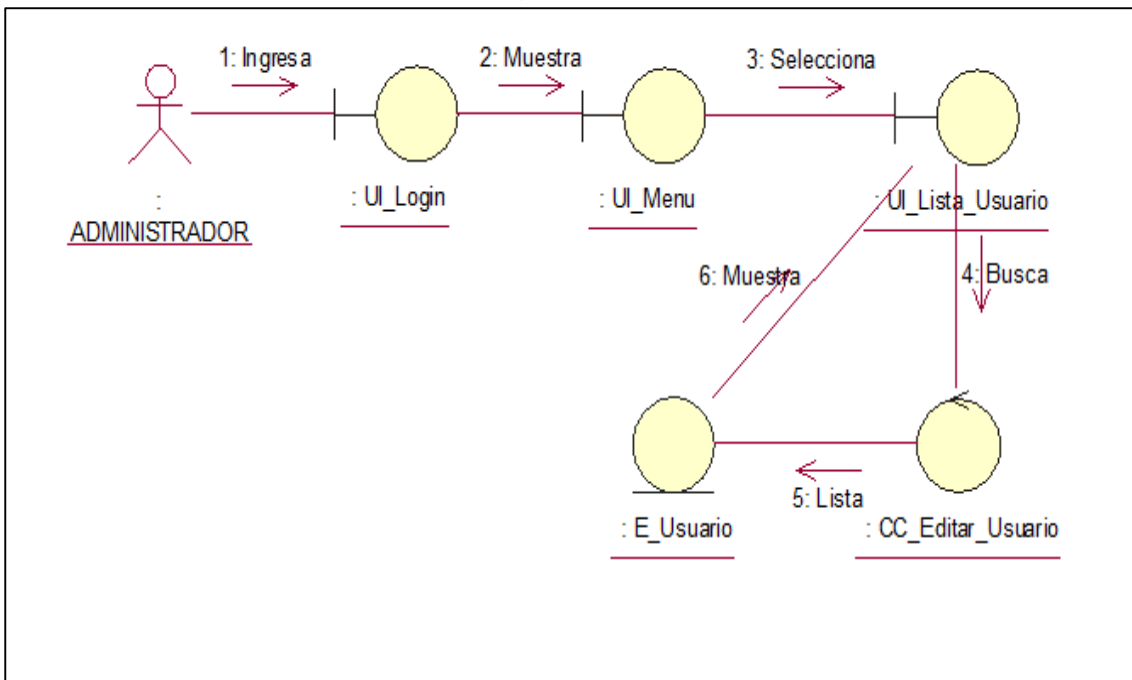 1: Ingresa
2: Muestra
3: Selecciona
:
ADMINISTRADOR
: UI_Login
: UI_Menu
: UI_Lista_Usuario
6: Muestra
4: Busca
5: Lista
: E_Usuario
: CC_Editar_Usuario